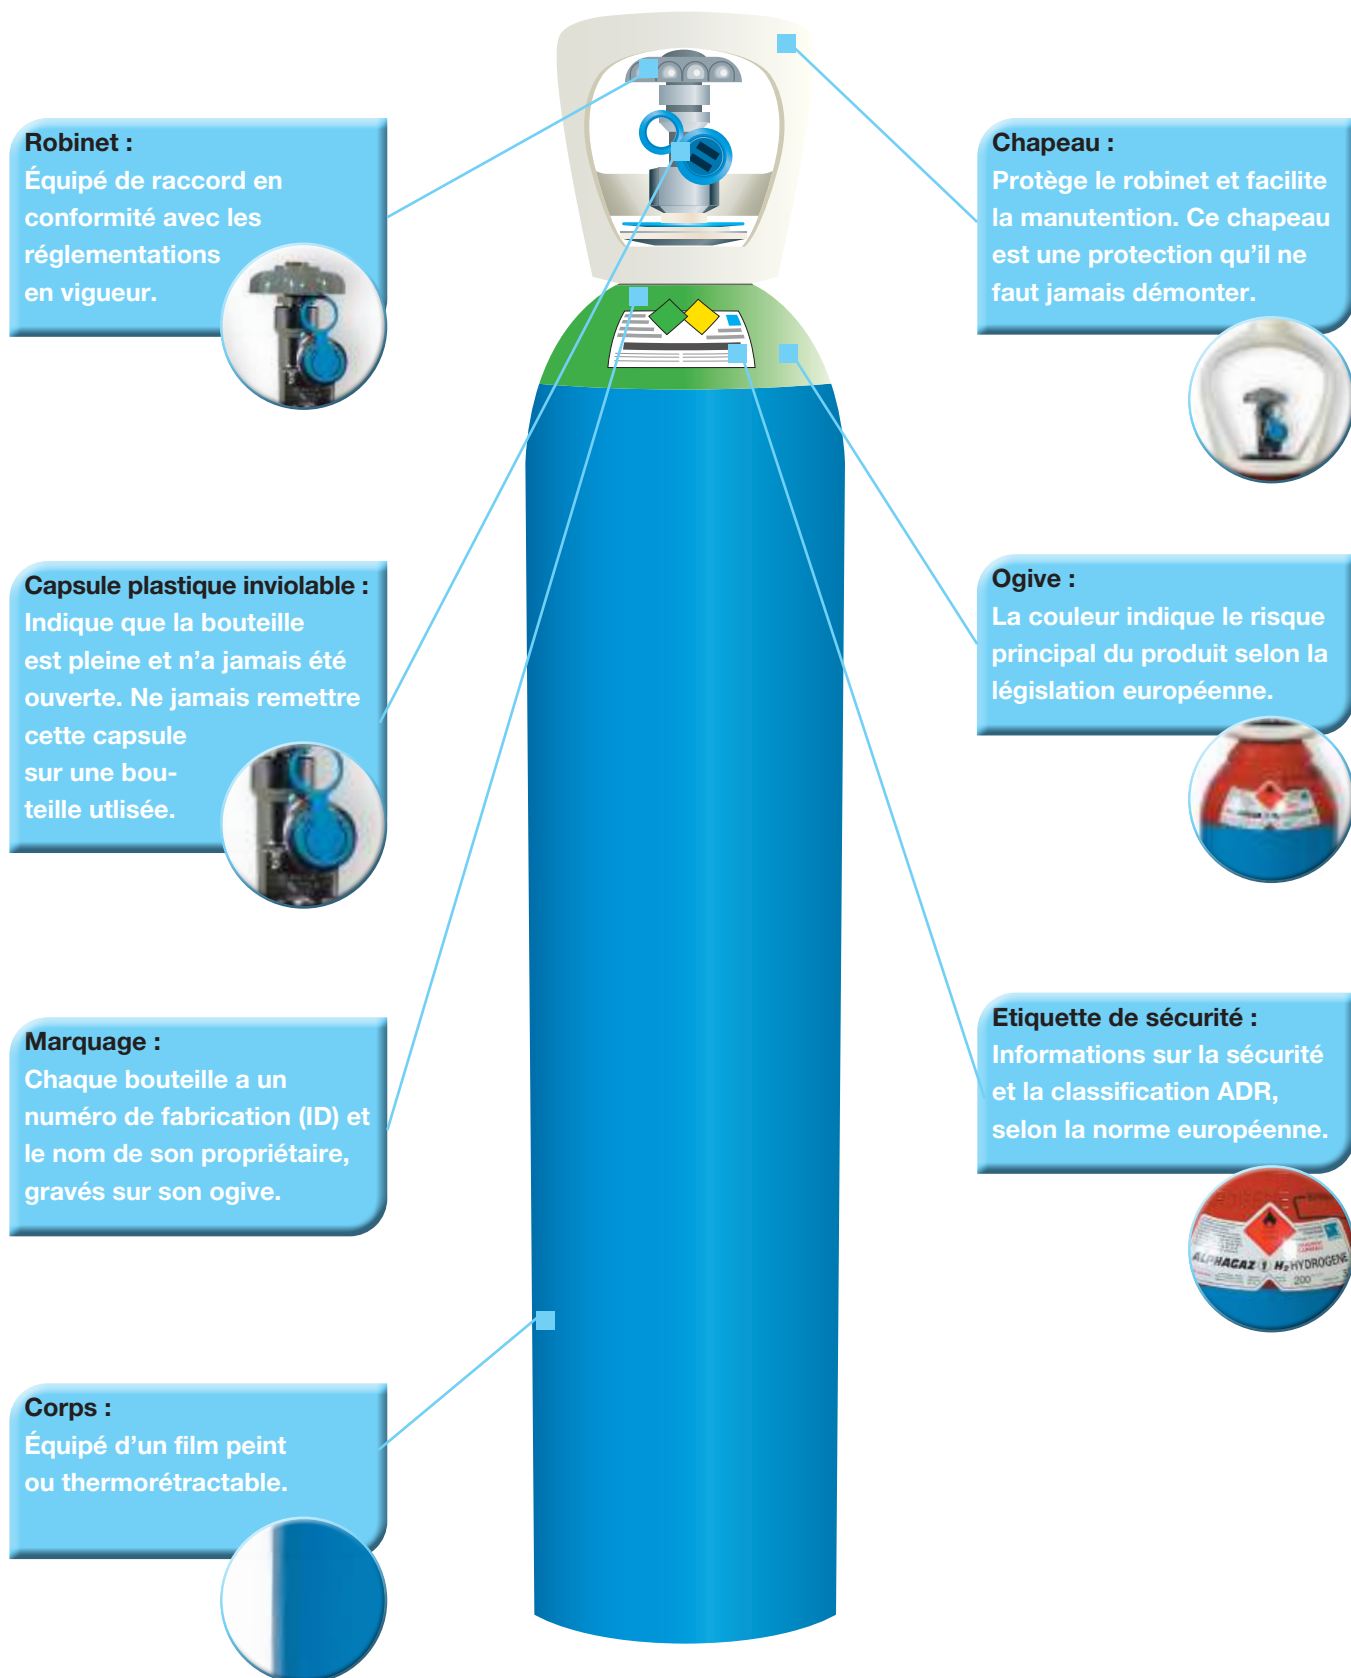 Robinet :
Équipé de raccord en
conformité avec les
réglementations
en vigueur.
Chapeau :
Protège le robinet et facilite
la manutention. Ce chapeau
est une protection qu’il ne
faut jamais démonter.
Capsule plastique inviolable :
Indique que la bouteille
est pleine et n’a jamais été
ouverte. Ne jamais remettre
cette capsule
sur une bou-
teille utlisée.
Ogive :
La couleur indique le risque
principal du produit selon la
législation européenne.
Marquage :
Chaque bouteille a un
numéro de fabrication (ID) et
le nom de son propriétaire,
gravés sur son ogive.
Etiquette de sécurité :
Informations sur la sécurité
et la classification ADR,
selon la norme européenne.
ALPHAGAZ 1 H₂ HYDROGENE
200
Corps :
Équipé d’un film peint
ou thermorétractable.